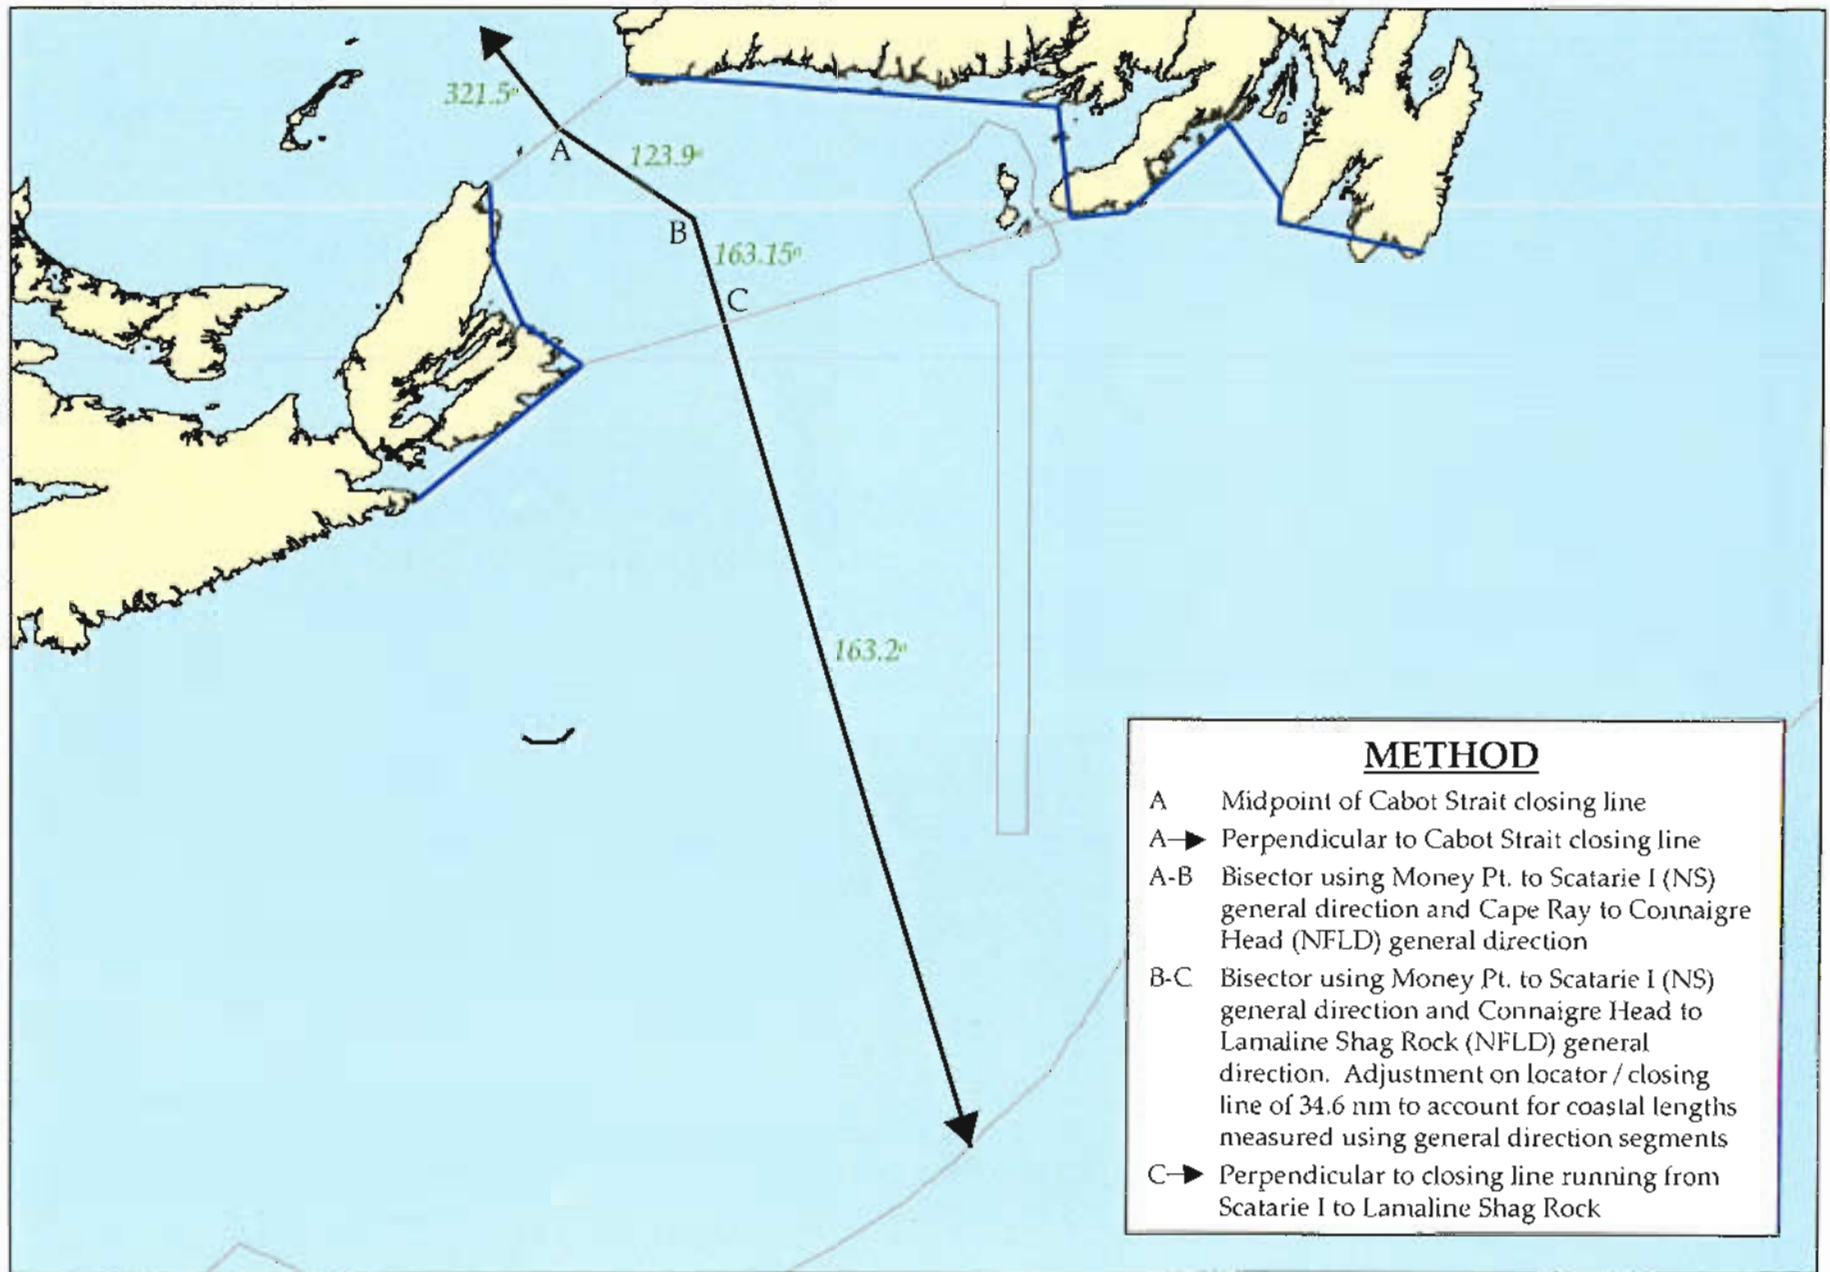 321.5º
A
123.9º
B
163.15º
C
163.2º
METHOD
A Midpoint of Cabot Strait closing line
A→ Perpendicular to Cabot Strait closing line
A-B Bisector using Money Pt. to Scatarie I (NS)
general direction and Cape Ray to Connaigre
Head (NFLD) general direction
B-C Bisector using Money Pt. to Scatarie I (NS)
general direction and Connaigre Head to
Lamaline Shag Rock (NFLD) general
direction. Adjustment on locator / closing
line of 34.6 nm to account for coastal lengths
measured using general direction segments
C→ Perpendicular to closing line running from
Scatarie I to Lamaline Shag Rock